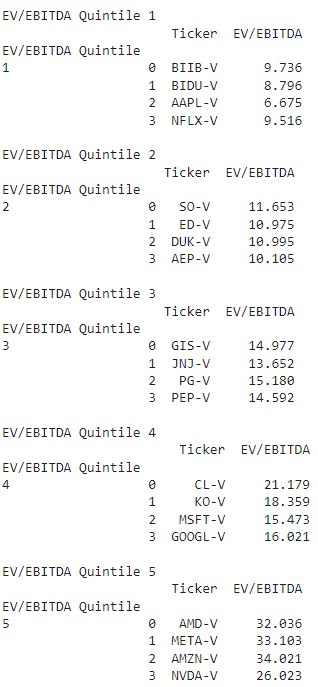 EV/EBITDA Quintile 1
Ticker EV/EBITDA
EV/EBITDA Quintile
1 0 BIIB-V 9.736
1 BIDU-V 8.796
2 AAPL-V 6.675
3 NFLX-V 9.516
EV/EBITDA Quintile 2
Ticker EV/EBITDA
EV/EBITDA Quintile
2 0 SO-V 11.653
1 ED-V 10.975
2 DUK-V 10.995
3 AEP-V 10.105
EV/EBITDA Quintile 3
Ticker EV/EBITDA
EV/EBITDA Quintile
3 0 GIS-V 14.977
1 JNJ-V 13.652
2 PG-V 15.180
3 PEP-V 14.592
EV/EBITDA Quintile 4
Ticker EV/EBITDA
EV/EBITDA Quintile
4 0 CL-V 21.179
1 KO-V 18.359
2 MSFT-V 15.473
3 GOOGL-V 16.021
EV/EBITDA Quintile 5
Ticker EV/EBITDA
EV/EBITDA Quintile
5 0 AMD-V 32.036
1 META-V 33.103
2 AMZN-V 34.021
3 NVDA-V 26.023